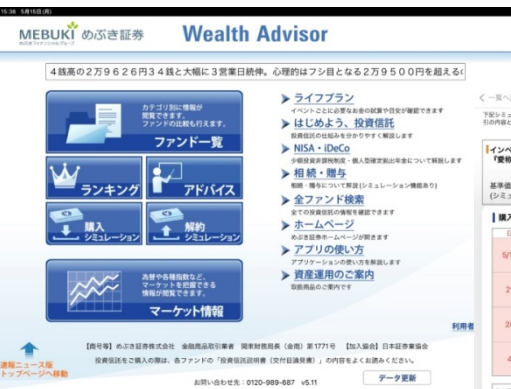 15:36 5月15日(月)
MEBUKI めぶき証券
Wealth Advisor
4銭高の2万9626円34銭と大幅に3営業日続伸。心理的はフシ目となる2万9500円を超える
カテゴリ別に情報が
閲覧できます。
ファンドの比較も行えます。
ファンド一覧
ランキング
アドバイス
購入
シミュレーション
解約
シミュレーション
為替や各種指数など、
マーケットを把握できる
情報が閲覧できます。
マーケット情報
ライフプラン
イベントごとに必要なお金の試算や目安が確認できます
はじめよう、投資信託
投資信託の仕組みを分かりやすく解説します
NISA・iDeCo
少額投資非課税制度・個人型確定拠出年金について解説します
相続・贈与
相続・贈与について解説(シミュレーション機能あり)
全ファンド検索
全ての投資信託の情報を確認できます
ホームページ
めぶき証券ホームページが開きます
アプリの使い方
アプリケーションの使い方を解説します
資産運用のご案内
取扱商品のご案内です
利用者
【商号等】めぶき証券株式会社 金融商品取引業者 関東財務局長（金商）第1771号 【加入協会】日本証券業協会
投資信託をご購入の際は、各ファンドの「投資信託説明書（交付目論見書）」の内容をよくお読みください。
速報ニュース版
トップページへ移動
お問い合わせ先：0120-989-687 v5.11
データ更新
一覧へ
下記シミュ
引の内容と
インベ
「愛称
基準価
(シミュ
購入
5/1